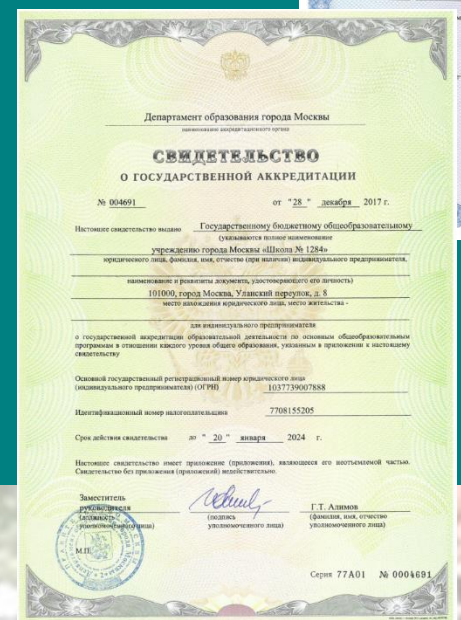 Департамент образования города Москвы
наименование аккредитационного органа
СВИДЕТЕЛЬСТВО
О ГОСУДАРСТВЕННОЙ АККРЕДИТАЦИИ
№ 004691 от "28" декабря 2017 г.
Настоящее свидетельство выдано Государственному бюджетному общеобразовательному
(указываются полное наименование
учреждению города Москвы «Школа № 1284»
юридического лица, фамилия, имя, отчество (при наличии) индивидуального предпринимателя,
наименование и реквизиты документа, удостоверяющего его личность)
101000, город Москва, Уланский переулок, д. 8
место нахождения юридического лица, место жительства -
для индивидуального предпринимателя
о государственной аккредитации образовательной деятельности по основным общеобразовательным
программам в отношении каждого уровня общего образования, указанным в приложении к настоящему
свидетельству
Основной государственный регистрационный номер юридического лица
(индивидуального предпринимателя) (ОГРН) 1037739007888
Идентификационный номер налогоплательщика 7708155205
Срок действия свидетельства до "20" января 2024 г.
Настоящее свидетельство имеет приложение (приложения), являющееся его неотъемлемой частью.
Свидетельство без приложения (приложений) недействительно.
Заместитель
руководителя Г.Т. Алимов
(должность (подпись (фамилия, имя, отчество
уполномоченного лица) уполномоченного лица) уполномоченного лица)
М.П.
Серия 77А01 № 0004691